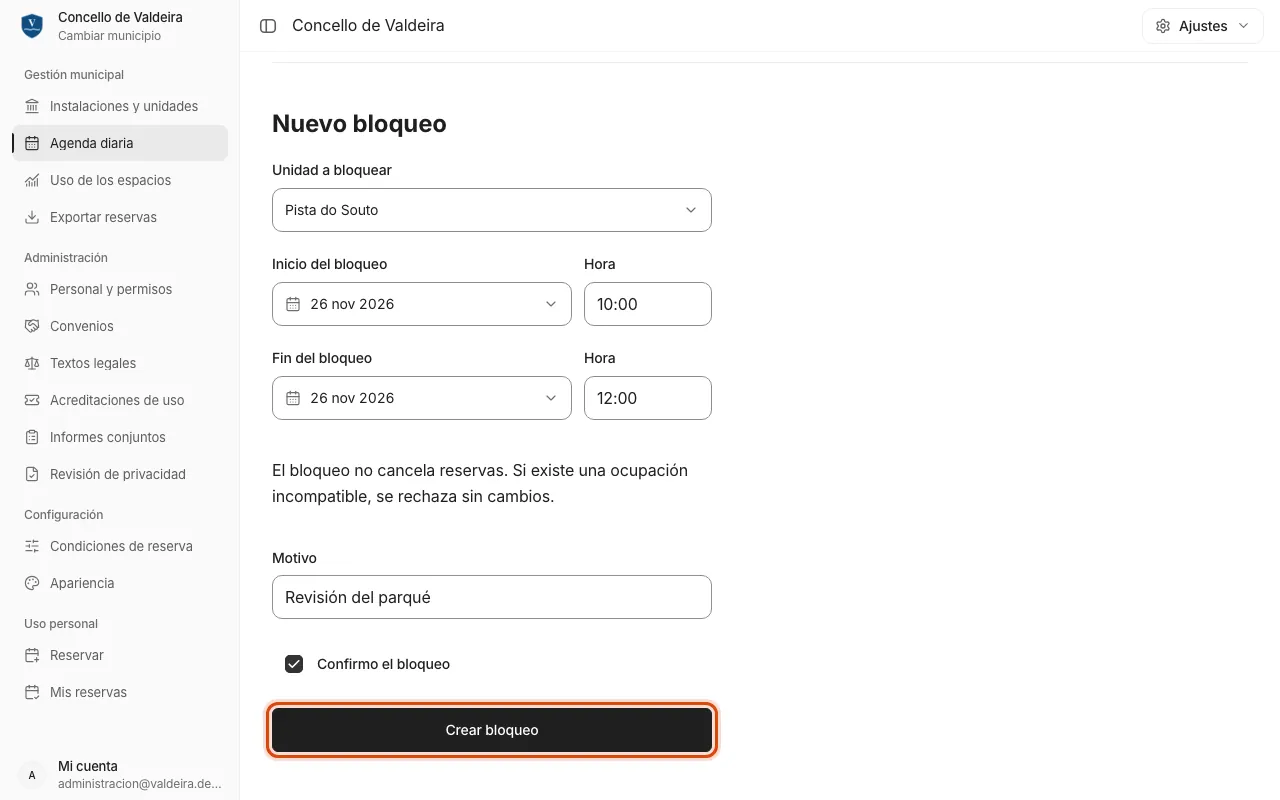 Concello de Valdeira
Cambiar municipio
Gestión municipal
Instalaciones y unidades
Agenda diaria
Uso de los espacios
Exportar reservas
Administración
Personal y permisos
Convenios
Textos legales
Acreditaciones de uso
Informes conjuntos
Revisión de privacidad
Configuración
Condiciones de reserva
Apariencia
Uso personal
Reservar
Mis reservas
A
Mi cuenta
administracion@valdeira.de...
Concello de Valdeira
Ajustes
Nuevo bloqueo
Unidad a bloquear
Pista do Souto
Inicio del bloqueo
Hora
26 nov 2026
10:00
Fin del bloqueo
Hora
26 nov 2026
12:00
El bloqueo no cancela reservas. Si existe una ocupación
incompatible, se rechaza sin cambios.
Motivo
Revisión del parqué
Confirmo el bloqueo
Crear bloqueo